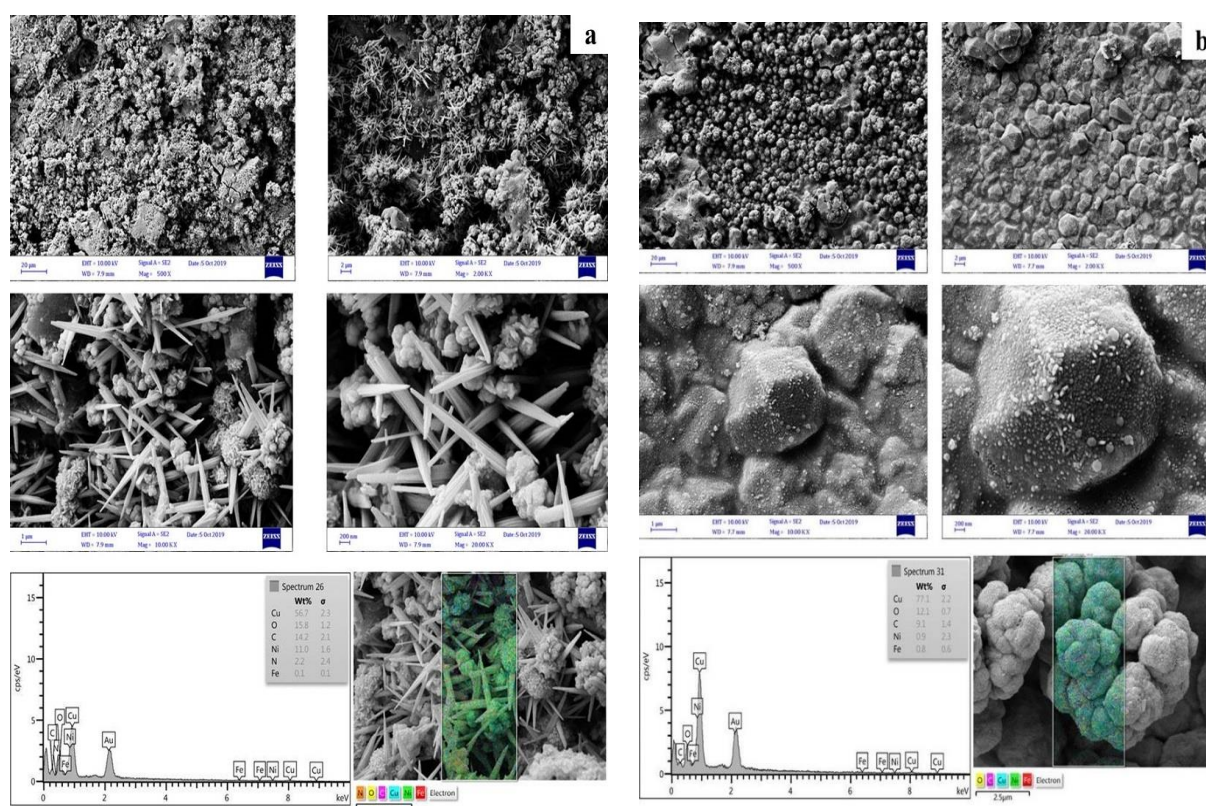 a
20 µm EHT = 10.00 kV Signal A = SE2 Date :5 Oct 2019 ZEISS
WD = 7.9 mm Mag = 500 X
2 µm EHT = 10.00 kV Signal A = SE2 Date :5 Oct 2019 ZEISS
WD = 7.9 mm Mag = 2.00 K X
1 µm EHT = 10.00 kV Signal A = SE2 Date :5 Oct 2019 ZEISS
WD = 7.9 mm Mag = 10.00 K X
200 nm EHT = 10.00 kV Signal A = SE2 Date :5 Oct 2019 ZEISS
WD = 7.9 mm Mag = 20.00 K X
Spectrum 26
Wt% σ
Cu 56.7 2.3
O 15.8 1.2
C 14.2 2.1
Ni 11.0 1.6
N 2.2 2.4
Fe 0.1 0.1
cps/eV
15
10
5
0
O Cu
C
N Ni
Fe
Au
Fe Fe Ni Cu Cu
0 2 4 6 8 keV
N O C Cu Ni Fe Electron
b
20 µm EHT = 10.00 kV Signal A = SE2 Date :5 Oct 2019 ZEISS
WD = 7.9 mm Mag = 500 X
2 µm EHT = 10.00 kV Signal A = SE2 Date :5 Oct 2019 ZEISS
WD = 7.7 mm Mag = 2.00 K X
1 µm EHT = 10.00 kV Signal A = SE2 Date :5 Oct 2019 ZEISS
WD = 7.7 mm Mag = 10.00 K X
200 nm EHT = 10.00 kV Signal A = SE2 Date :5 Oct 2019 ZEISS
WD = 7.7 mm Mag = 20.00 K X
Spectrum 31
Wt% σ
Cu 77.1 2.2
O 12.1 0.7
C 9.1 1.4
Ni 0.9 2.3
Fe 0.8 0.6
cps/eV
15
10
5
0
Cu
Ni
O
C Fe
Au
Fe Fe Ni Cu Cu
0 2 4 6 8 keV
O C Cu Ni Fe Electron
2.5µm